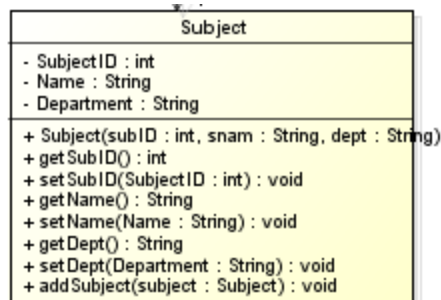 Subject
- SubjectID : int
- Name : String
- Department : String
+ Subject(subID : int, snam : String, dept : String)
+ getSubID() : int
+ setSubID(SubjectID : int) : void
+ getName() : String
+ setName(Name : String) : void
+ getDept() : String
+ setDept(Department : String) : void
+ addSubject(subject : Subject) : void